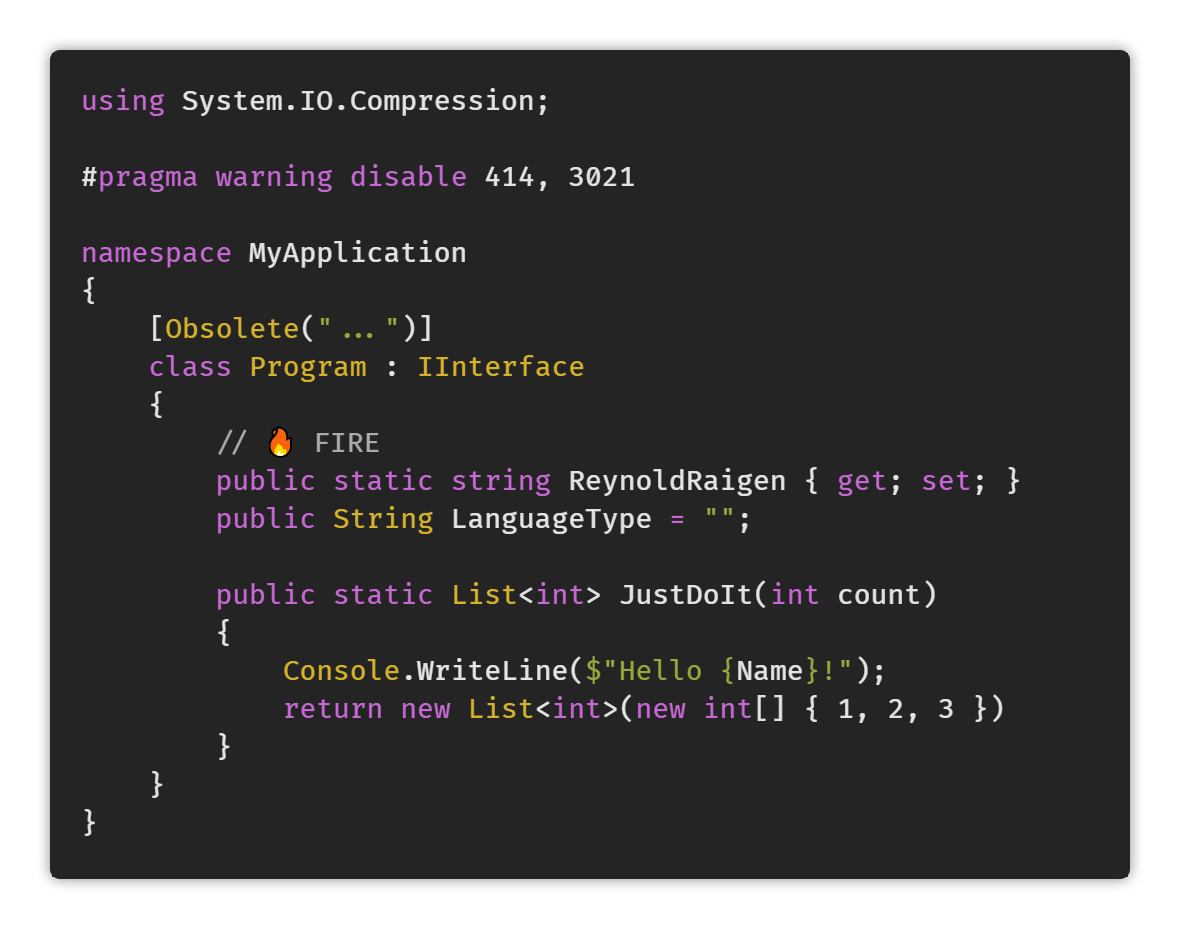 using System.IO.Compression;
#pragma warning disable 414, 3021
namespace MyApplication
{
    [Obsolete("...")]
    class Program : IInterface
    {
        // 🔥 FIRE
        public static string ReynoldRaigen { get; set; }
        public String LanguageType = "";
        public static List<int> JustDoIt(int count)
        {
            Console.WriteLine($"Hello {Name}!");
            return new List<int>(new int[] { 1, 2, 3 })
        }
    }
}